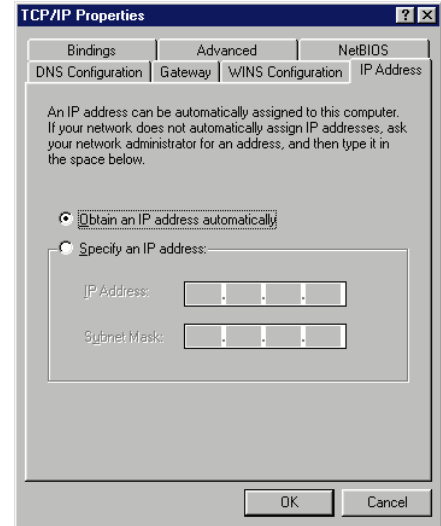 TCP/IP Properties
Bindings Advanced NetBIOS
DNS Configuration Gateway WINS Configuration IP Address
An IP address can be automatically assigned to this computer.
If your network does not automatically assign IP addresses, ask
your network administrator for an address, and then type it in
the space below.
Obtain an IP address automatically
Specify an IP address:
IP Address:
Subnet Mask:
OK Cancel